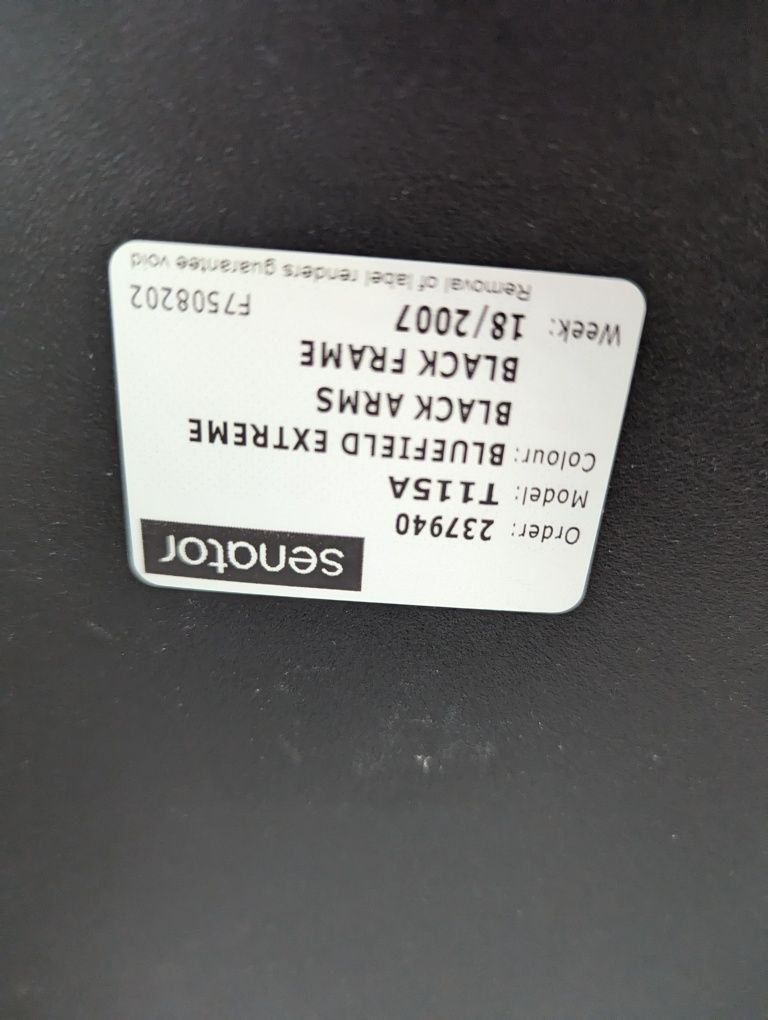 senator
Order: 237940
Model: T115A
Colour: BLUEFIELD EXTREME
BLACK ARMS
BLACK FRAME
Week: 18/2007
F7508202
Removal of label renders guarantee void